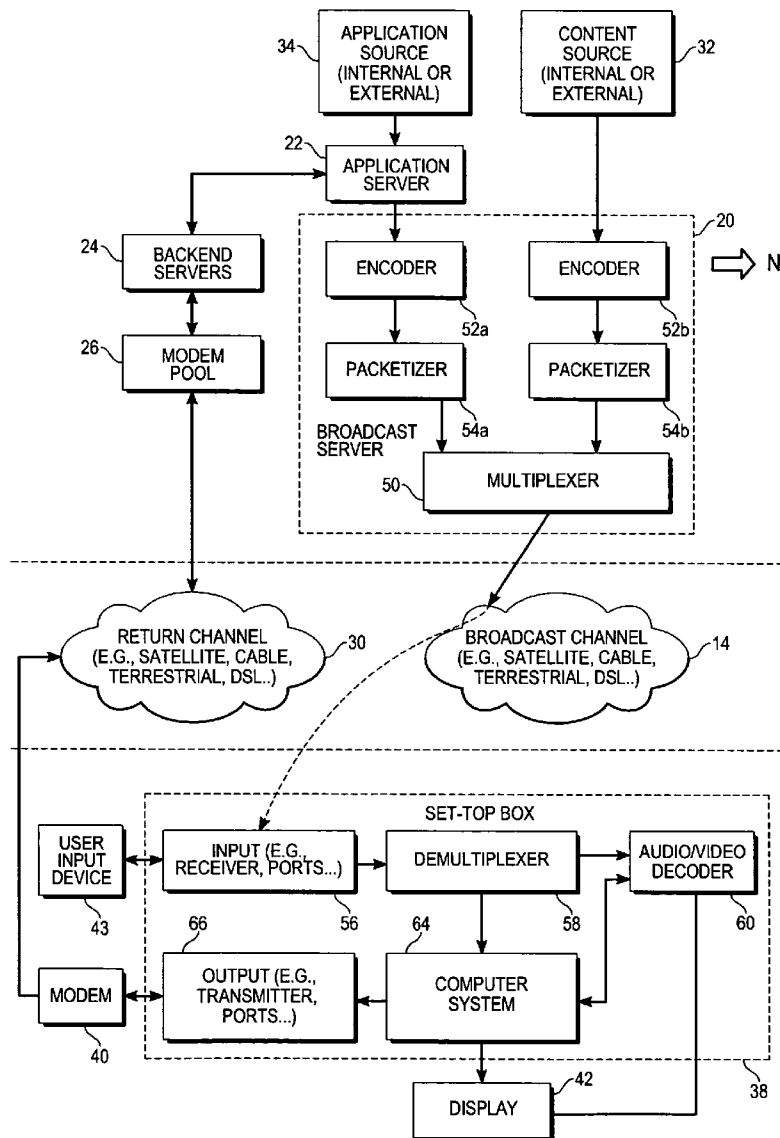 34
APPLICATION
SOURCE
(INTERNAL OR
EXTERNAL)
CONTENT
SOURCE
(INTERNAL OR
EXTERNAL)
32
22
APPLICATION
SERVER
20
24
BACKEND
SERVERS
ENCODER
52a
ENCODER
52b
N
26
MODEM
POOL
PACKETIZER
54a
PACKETIZER
54b
BROADCAST
SERVER
50
MULTIPLEXER
RETURN CHANNEL
(E.G., SATELLITE, CABLE,
TERRESTRIAL, DSL..)
30
BROADCAST CHANNEL
(E.G., SATELLITE, CABLE,
TERRESTRIAL, DSL..)
14
SET-TOP BOX
USER
INPUT
DEVICE
43
INPUT (E.G.,
RECEIVER, PORTS...)
56
DEMULTIPLEXER
58
AUDIO/VIDEO
DECODER
60
66
OUTPUT (E.G.,
TRANSMITTER,
PORTS...)
64
COMPUTER
SYSTEM
MODEM
40
42
DISPLAY
38